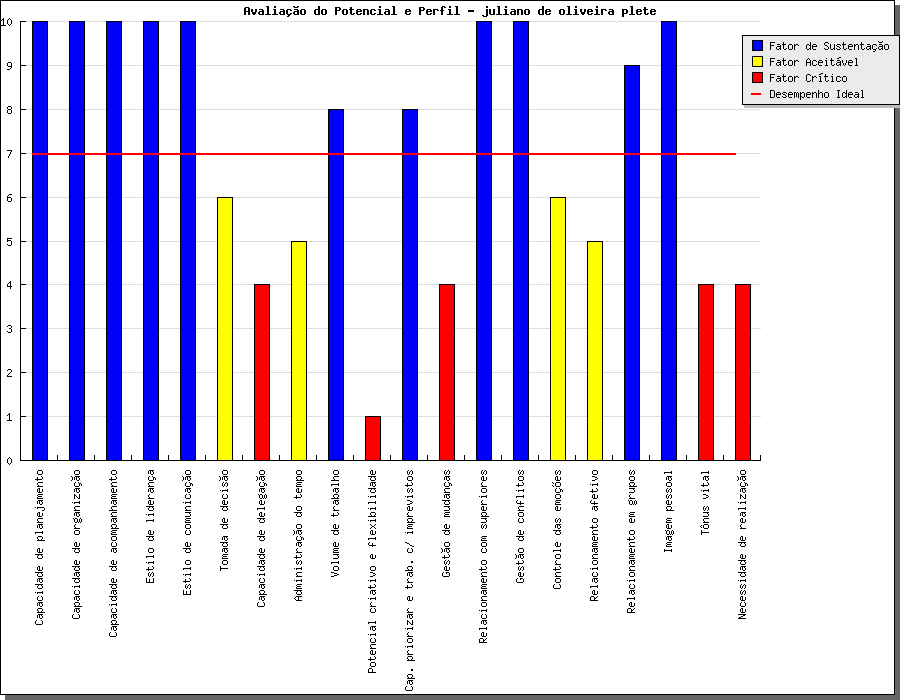 Avaliação do Potencial e Perfil - juliano de oliveira plete
Fator de Sustentação
Fator Aceitável
Fator Crítico
Desempenho Ideal
10
9
8
7
6
5
4
3
2
1
0
Capacidade de planejamento
Capacidade de organização
Capacidade de acompanhamento
Estilo de liderança
Estilo de comunicação
Tomada de decisão
Capacidade de delegação
Administração do tempo
Volume de trabalho
Potencial criativo e flexibilidade
Cap. priorizar e trab. c/ imprevistos
Gestão de mudanças
Relacionamento com superiores
Gestão de conflitos
Controle das emoções
Relacionamento afetivo
Relacionamento em grupos
Imagem pessoal
Tônus vital
Necessidade de realização